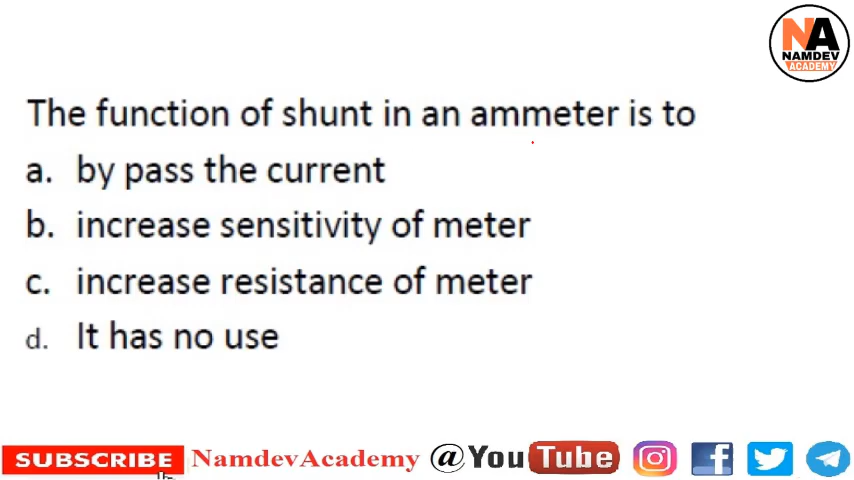 NA
NAMDEV
ACADEMY
The function of shunt in an ammeter is to
a. by pass the current
b. increase sensitivity of meter
c. increase resistance of meter
d. It has no use
SUBSCRIBE NamdevAcademy @YouTube